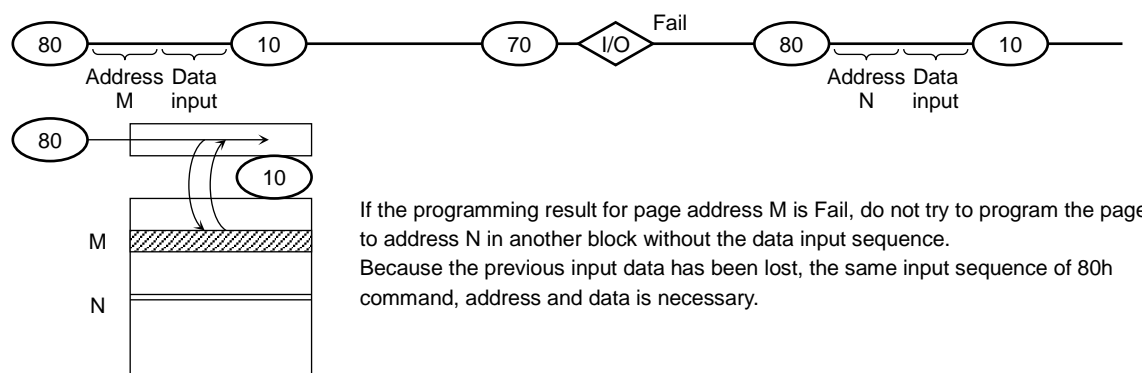 80 10 70 I/O Fail 80 10
Address Data Address Data
M input N input
80
10
M
N
If the programming result for page address M is Fail, do not try to program the page
to address N in another block without the data input sequence.
Because the previous input data has been lost, the same input sequence of 80h
command, address and data is necessary.